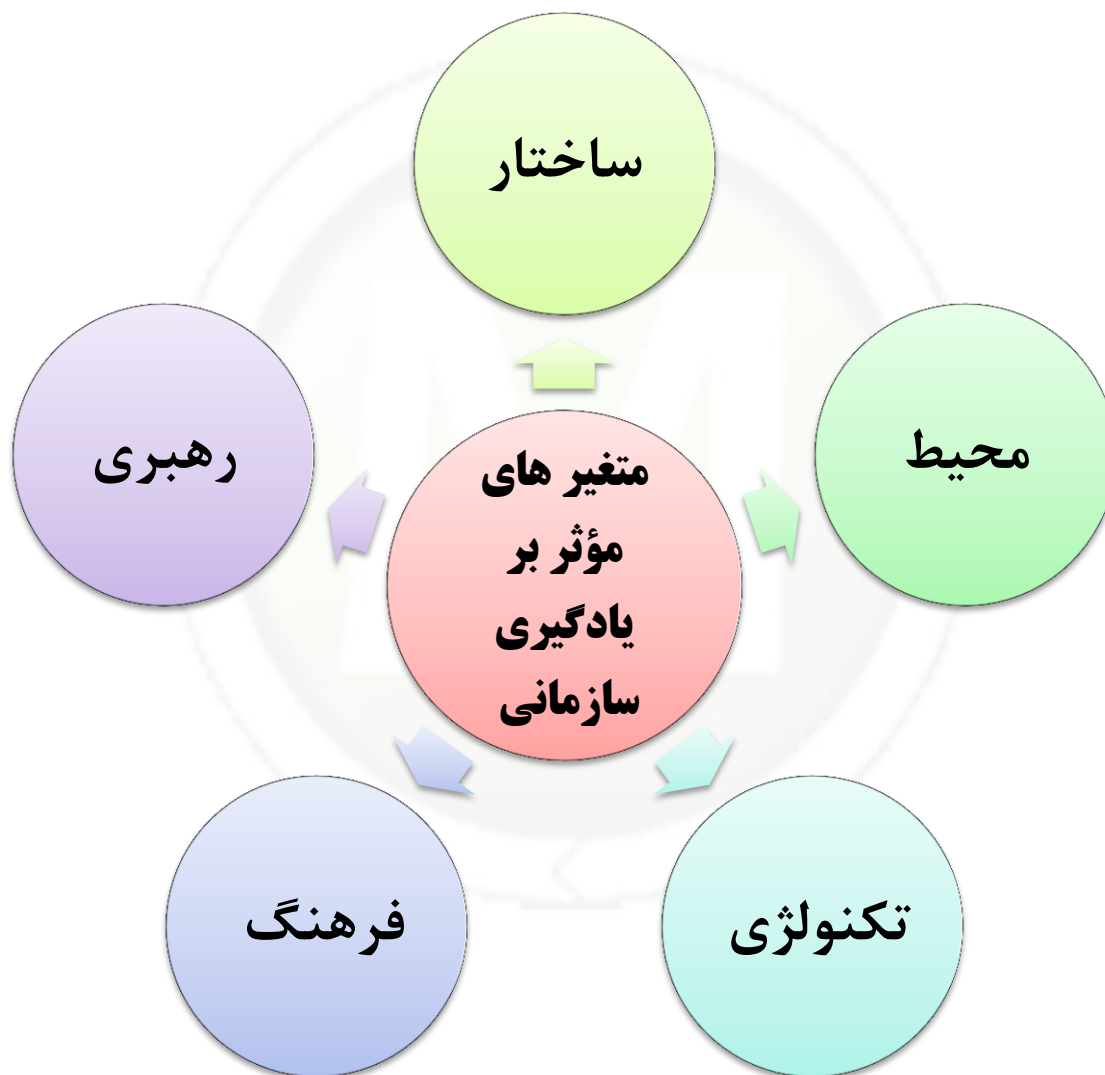 ساختار
محیط
رهبری
متغیر های
مؤثر بر
یادگیری
سازمانی
تکنولژی
فرهنگ